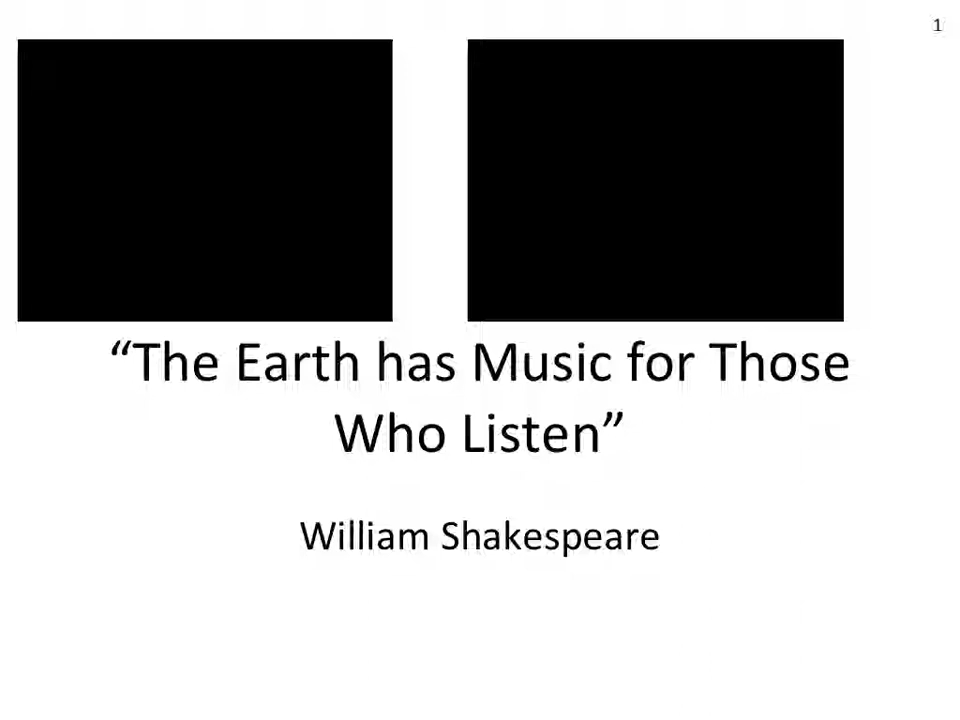 1
“The Earth has Music for Those
Who Listen”
William Shakespeare